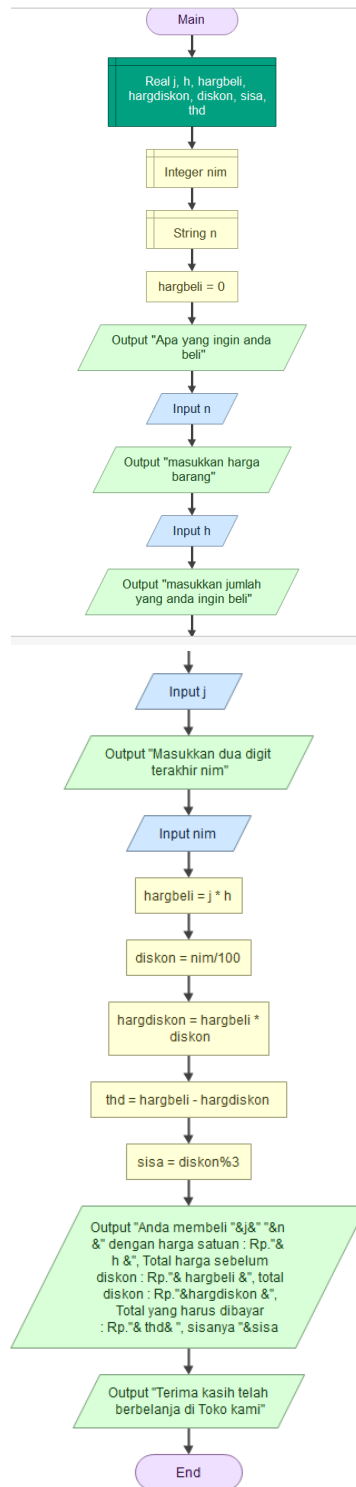 Main
Real j, h, hargbeli,
hargdiskon, diskon, sisa,
thd
Integer nim
String n
hargbeli = 0
Output "Apa yang ingin anda
beli"
Input n
Output "masukkan harga
barang"
Input h
Output "masukkan jumlah
yang anda ingin beli"
Input j
Output "Masukkan dua digit
terakhir nim"
Input nim
hargbeli = j * h
diskon = nim/100
hargdiskon = hargbeli *
diskon
thd = hargbeli - hargdiskon
sisa = diskon%3
Output "Anda membeli "&j&" "&n
&" dengan harga satuan : Rp."&
h &", Total harga sebelum
diskon : Rp."& hargbeli &", total
diskon : Rp."&hargdiskon &",
Total yang harus dibayar
: Rp."& thd& ", sisanya "&sisa
Output "Terima kasih telah
berbelanja di Toko kami"
End